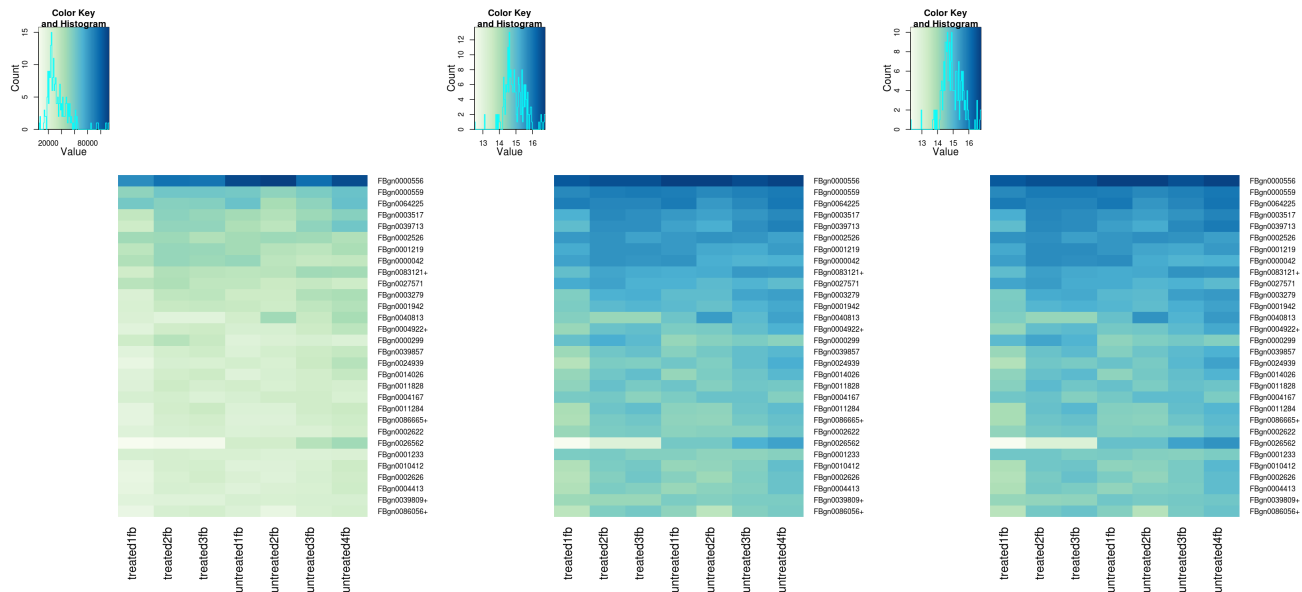 Color Key
and Histogram
15
10
5
0
Count
20000 80000
Value
FBgn0000556
FBgn0000559
FBgn0064225
FBgn0003517
FBgn0039713
FBgn0002526
FBgn0001219
FBgn0000042
FBgn0083121+
FBgn0027571
FBgn0003279
FBgn0001942
FBgn0040813
FBgn0004922+
FBgn0000299
FBgn0039857
FBgn0024939
FBgn0014026
FBgn0011828
FBgn0004167
FBgn0011284
FBgn0086665+
FBgn0002622
FBgn0026562
FBgn0001233
FBgn0010412
FBgn0002626
FBgn0004413
FBgn0039809+
FBgn0086056+
treated1fb
treated2fb
treated3fb
untreated1fb
untreated2fb
untreated3fb
untreated4fb
Color Key
and Histogram
12
10
8
6
4
2
0
Count
13 14 15 16
Value
FBgn0000556
FBgn0000559
FBgn0064225
FBgn0003517
FBgn0039713
FBgn0002526
FBgn0001219
FBgn0000042
FBgn0083121+
FBgn0027571
FBgn0003279
FBgn0001942
FBgn0040813
FBgn0004922+
FBgn0000299
FBgn0039857
FBgn0024939
FBgn0014026
FBgn0011828
FBgn0004167
FBgn0011284
FBgn0086665+
FBgn0002622
FBgn0026562
FBgn0001233
FBgn0010412
FBgn0002626
FBgn0004413
FBgn0039809+
FBgn0086056+
treated1fb
treated2fb
treated3fb
untreated1fb
untreated2fb
untreated3fb
untreated4fb
Color Key
and Histogram
10
8
6
4
2
0
Count
13 14 15 16
Value
FBgn0000556
FBgn0000559
FBgn0064225
FBgn0003517
FBgn0039713
FBgn0002526
FBgn0001219
FBgn0000042
FBgn0083121+
FBgn0027571
FBgn0003279
FBgn0001942
FBgn0040813
FBgn0004922+
FBgn0000299
FBgn0039857
FBgn0024939
FBgn0014026
FBgn0011828
FBgn0004167
FBgn0011284
FBgn0086665+
FBgn0002622
FBgn0026562
FBgn0001233
FBgn0010412
FBgn0002626
FBgn0004413
FBgn0039809+
FBgn0086056+
treated1fb
treated2fb
treated3fb
untreated1fb
untreated2fb
untreated3fb
untreated4fb